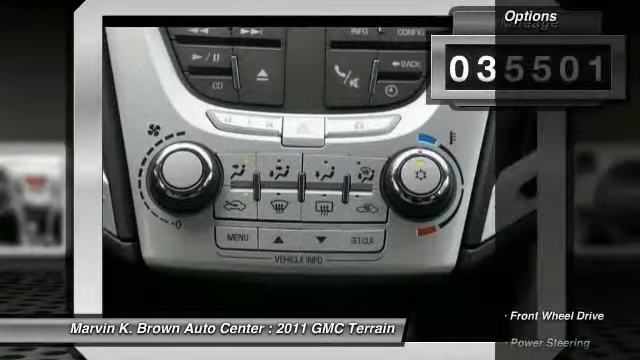 Options
Mileage
035501
INFO CONFIG
BACK
CD
MENU
SET/CLR
VEHICLE INFO
Marvin K. Brown Auto Center : 2011 GMC Terrain
· Front Wheel Drive
· Power Steering